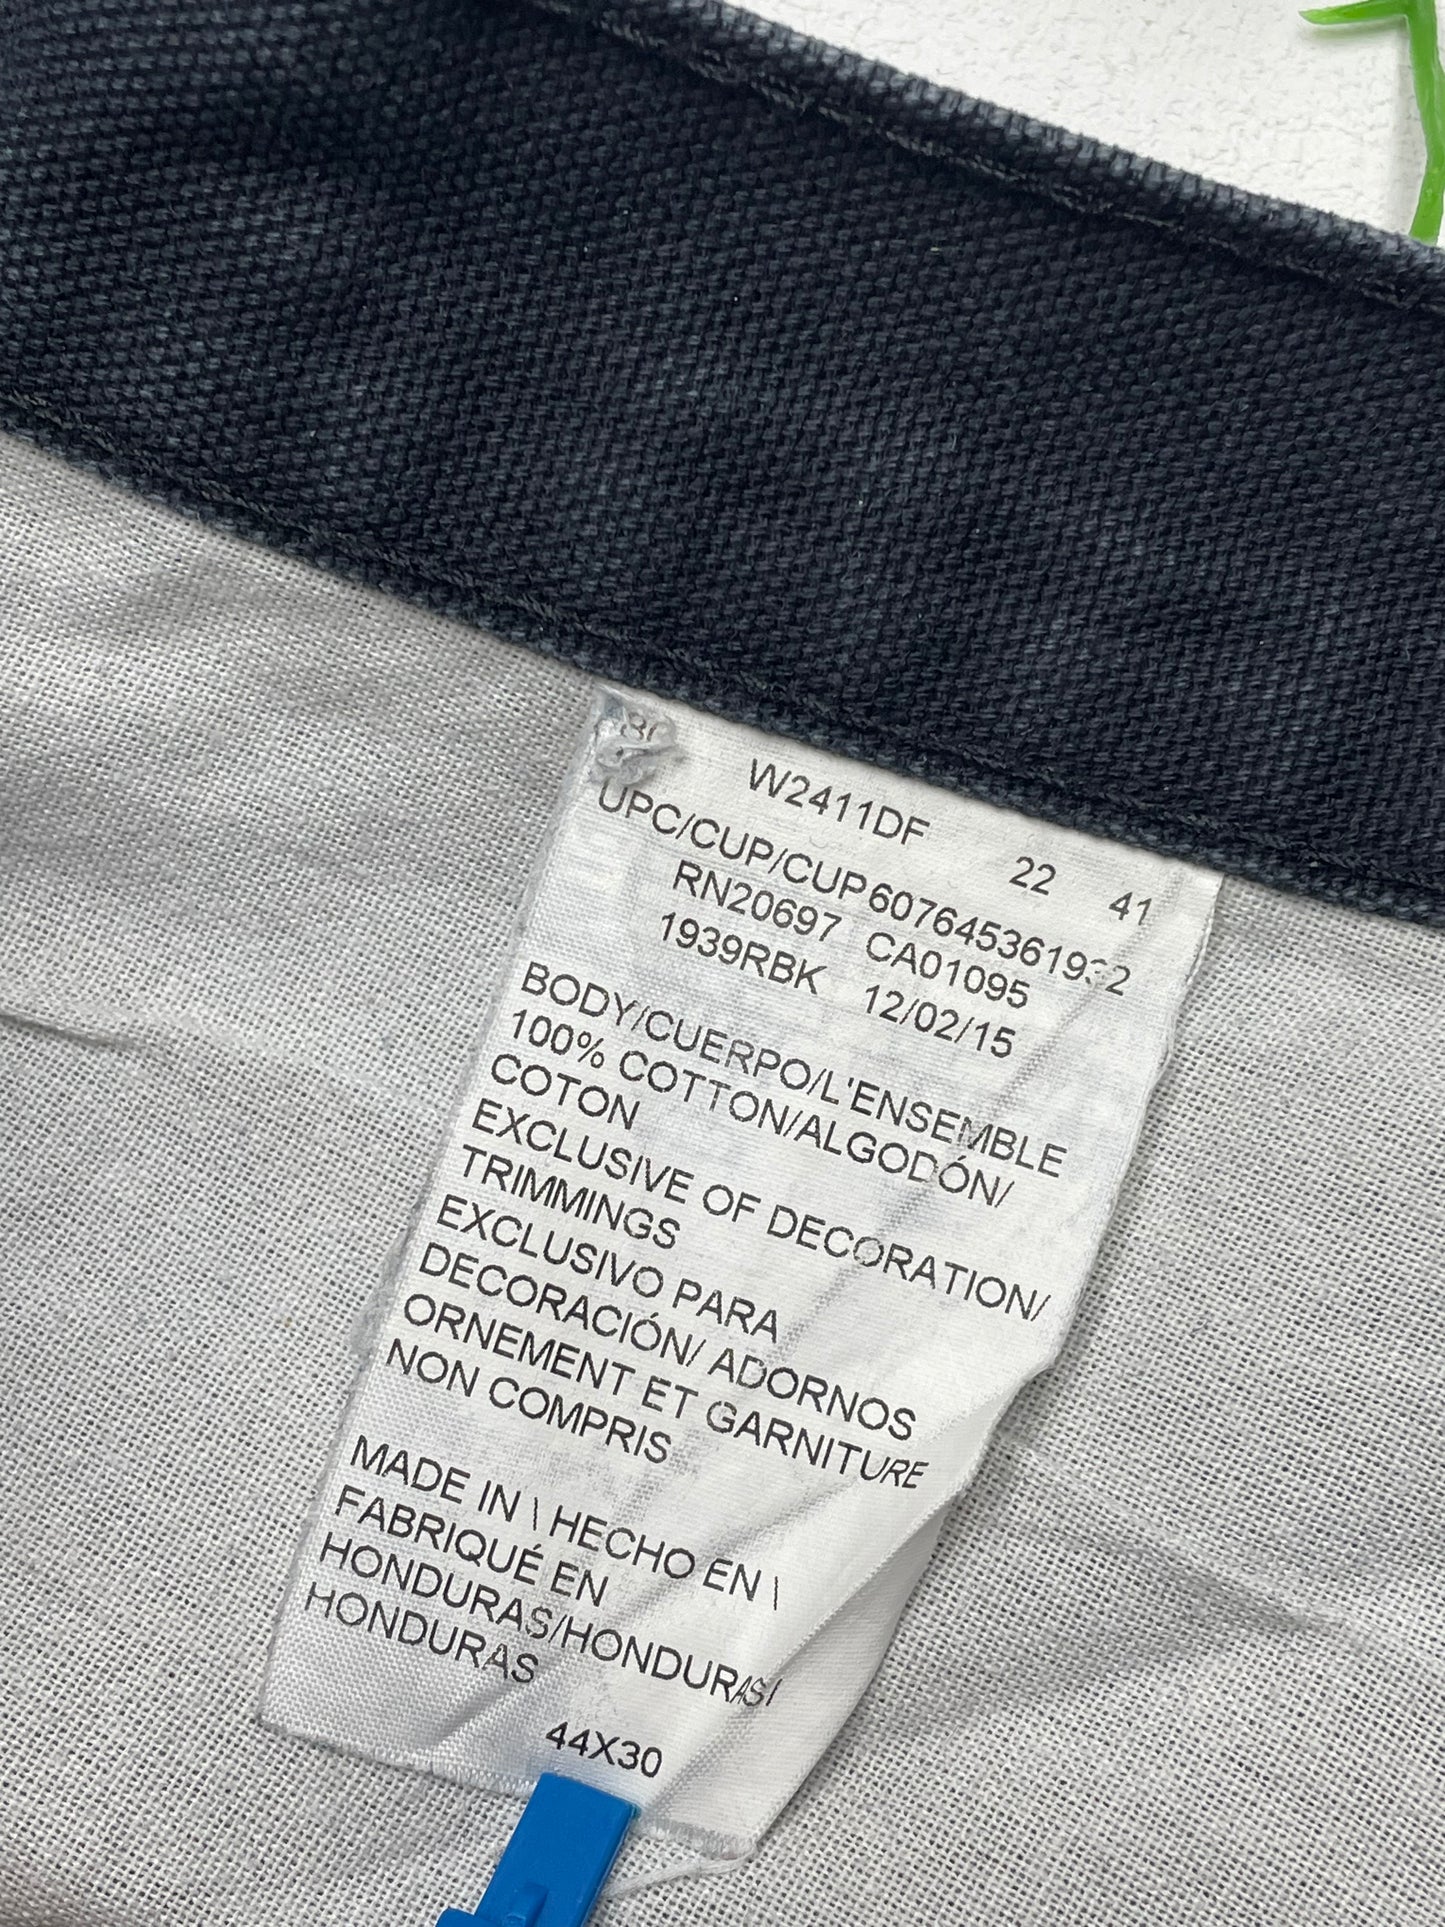 W2411DF 22 41
UPC/CUP/CUP607645361932
RN20697 CA01095
1939RBK 12/02/15
BODY/CUERPO/L'ENSEMBLE
100% COTTON/ALGODÓN/
COTON
EXCLUSIVE OF DECORATION/
TRIMMINGS
EXCLUSIVO PARA
DECORACIÓN/ ADORNOS
ORNEMENT ET GARNITURE
NON COMPRIS
MADE IN \ HECHO EN \
FABRIQUÉ EN
HONDURAS/HONDURAS/
HONDURAS
44X30